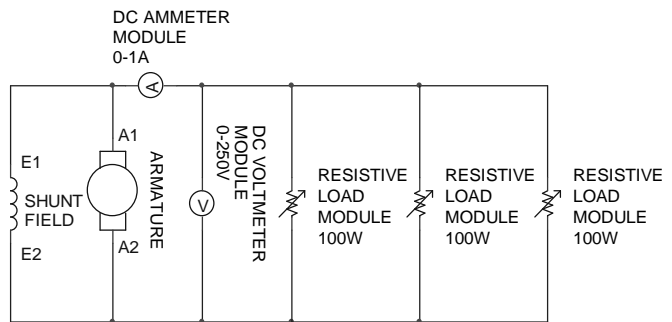 DC AMMETER
MODULE
0-1A
A
E1
SHUNT
FIELD
E2
A1
A2
ARMATURE
V
DC VOLTMETER
MODULE
0-250V
RESISTIVE
LOAD
MODULE
100W
RESISTIVE
LOAD
MODULE
100W
RESISTIVE
LOAD
MODULE
100W